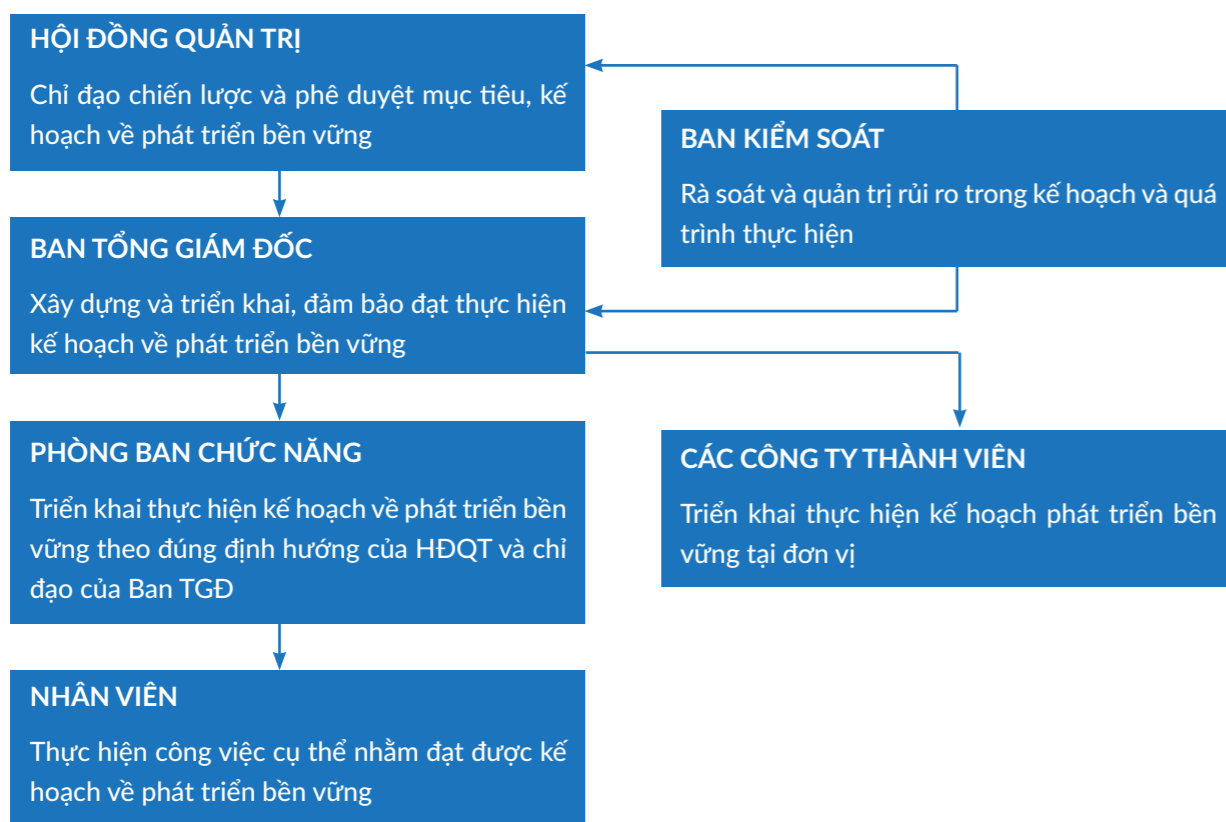 HỘI ĐỒNG QUẢN TRỊ
Chỉ đạo chiến lược và phê duyệt mục tiêu, kế
hoạch về phát triển bền vững
BAN KIỂM SOÁT
Rà soát và quản trị rủi ro trong kế hoạch và quá
trình thực hiện
BAN TỔNG GIÁM ĐỐC
Xây dựng và triển khai, đảm bảo đạt thực hiện
kế hoạch về phát triển bền vững
PHÒNG BAN CHỨC NĂNG
Triển khai thực hiện kế hoạch về phát triển bền
vững theo đúng định hướng của HĐQT và chỉ
đạo của Ban TGĐ
CÁC CÔNG TY THÀNH VIÊN
Triển khai thực hiện kế hoạch phát triển bền
vững tại đơn vị
NHÂN VIÊN
Thực hiện công việc cụ thể nhằm đạt được kế
hoạch về phát triển bền vững